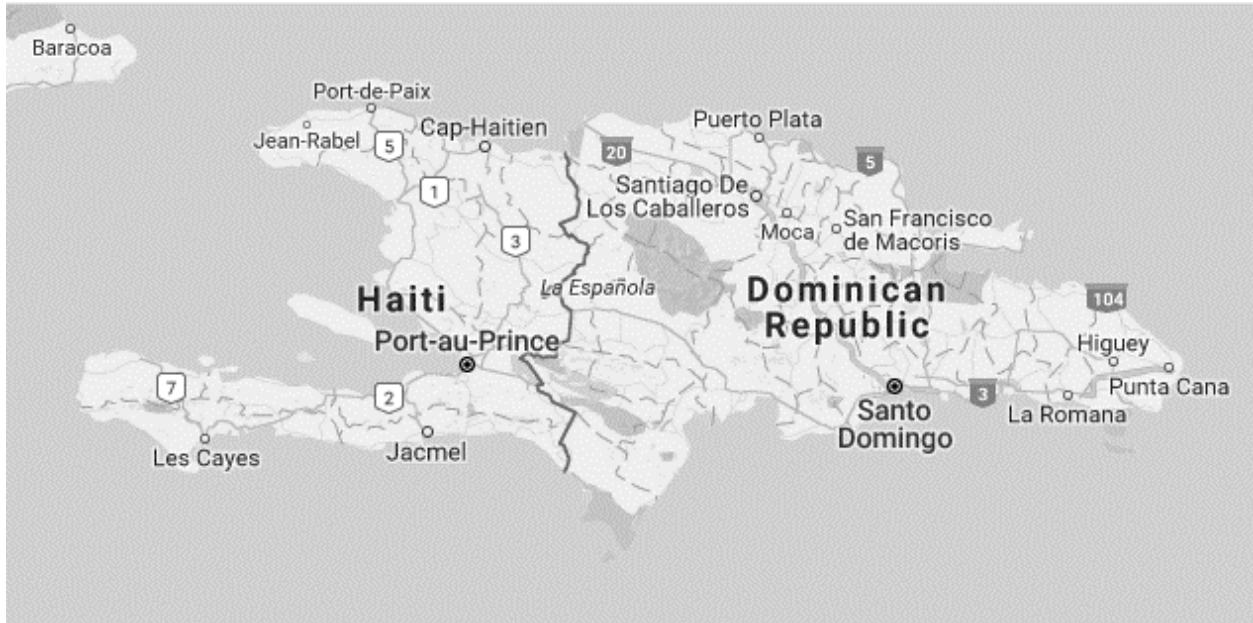 Baracoa
Port-de-Paix
Jean-Rabel
5
Cap-Haitien
1
3
20
Puerto Plata
5
Santiago De
Los Caballeros
Moca
San Francisco
de Macoris
La Española
Haiti
Port-au-Prince
Dominican
Republic
104
Higuey
Punta Cana
7
2
Les Cayes
Jacmel
Santo
Domingo
3
La Romana